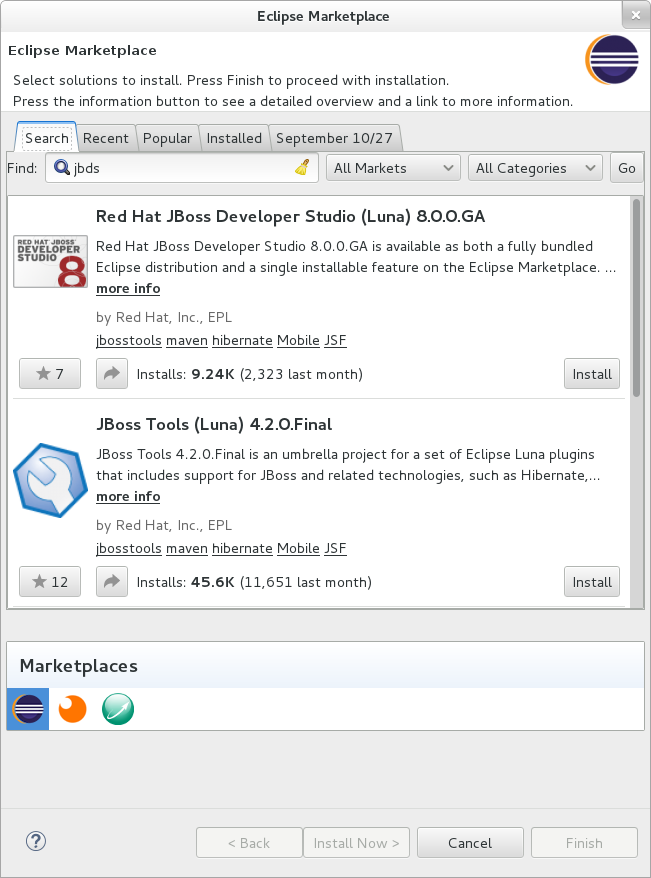 Eclipse Marketplace
Eclipse Marketplace
Select solutions to install. Press Finish to proceed with installation.
Press the information button to see a detailed overview and a link to more information.
Search Recent Popular Installed September 10/27
Find: jbds All Markets All Categories Go
Red Hat JBoss Developer Studio (Luna) 8.0.0.GA
RED HAT JBOSS
DEVELOPER
STUDIO 8
Red Hat JBoss Developer Studio 8.0.0.GA is available as both a fully bundled
Eclipse distribution and a single installable feature on the Eclipse Marketplace. ...
more info
by Red Hat, Inc., EPL
jbosstools maven hibernate Mobile JSF
7 Installs: 9.24K (2,323 last month) Install
JBoss Tools (Luna) 4.2.0.Final
JBoss Tools 4.2.0.Final is an umbrella project for a set of Eclipse Luna plugins
that includes support for JBoss and related technologies, such as Hibernate,...
more info
by Red Hat, Inc., EPL
jbosstools maven hibernate Mobile JSF
12 Installs: 45.6K (11,651 last month) Install
Marketplaces
? < Back Install Now > Cancel Finish